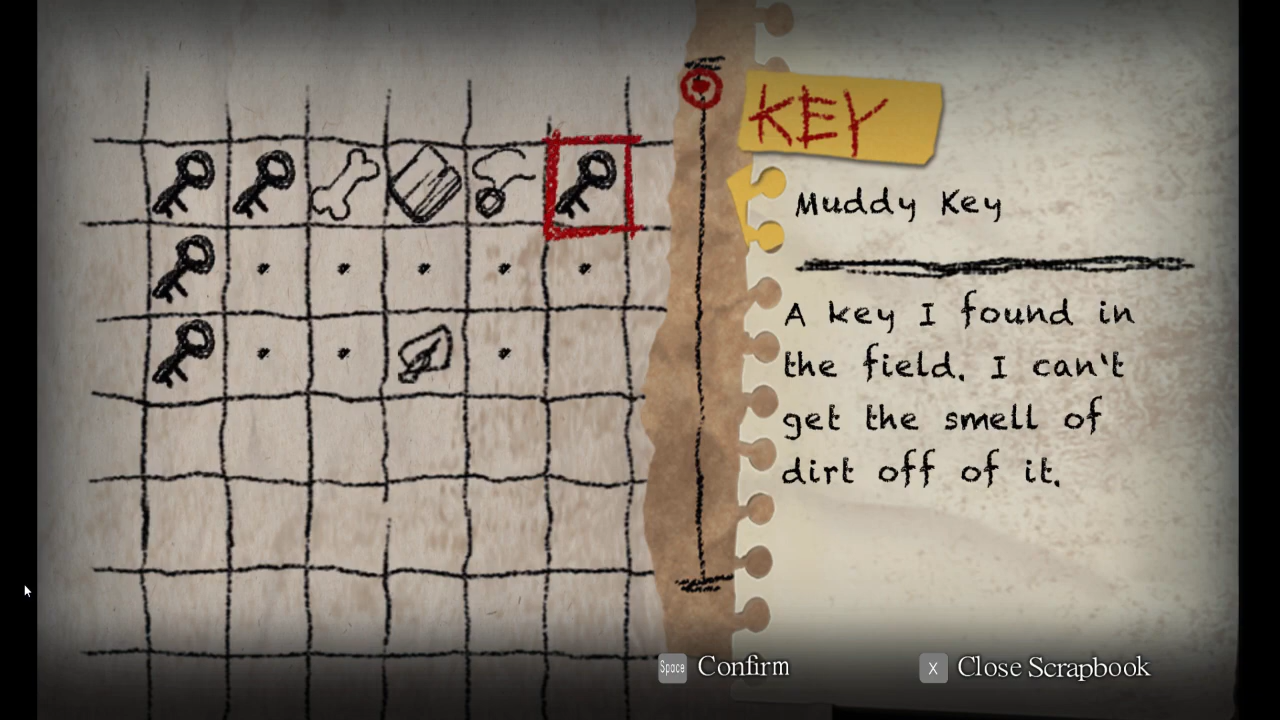 KEY
Muddy Key
A key I found in
the field. I can't
get the smell of
dirt off of it.
Space Confirm
X Close Scrapbook